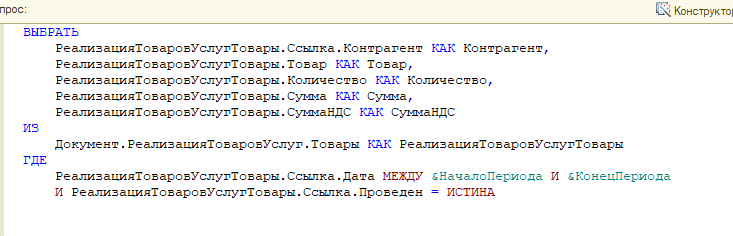 прос:
Конструктор
ВЫБРАТЬ
РеализацияТоваровУслугТовары.Ссылка.Контрагент КАК Контрагент,
РеализацияТоваровУслугТовары.Товар КАК Товар,
РеализацияТоваровУслугТовары.Количество КАК Количество,
РеализацияТоваровУслугТовары.Сумма КАК Сумма,
РеализацияТоваровУслугТовары.СуммаНДС КАК СуммаНДС
ИЗ
Документ.РеализацияТоваровУслуг.Товары КАК РеализацияТоваровУслугТовары
ГДЕ
РеализацияТоваровУслугТовары.Ссылка.Дата МЕЖДУ &НачалоПериода И &КонецПериода
И РеализацияТоваровУслугТовары.Ссылка.Проведен = ИСТИНА